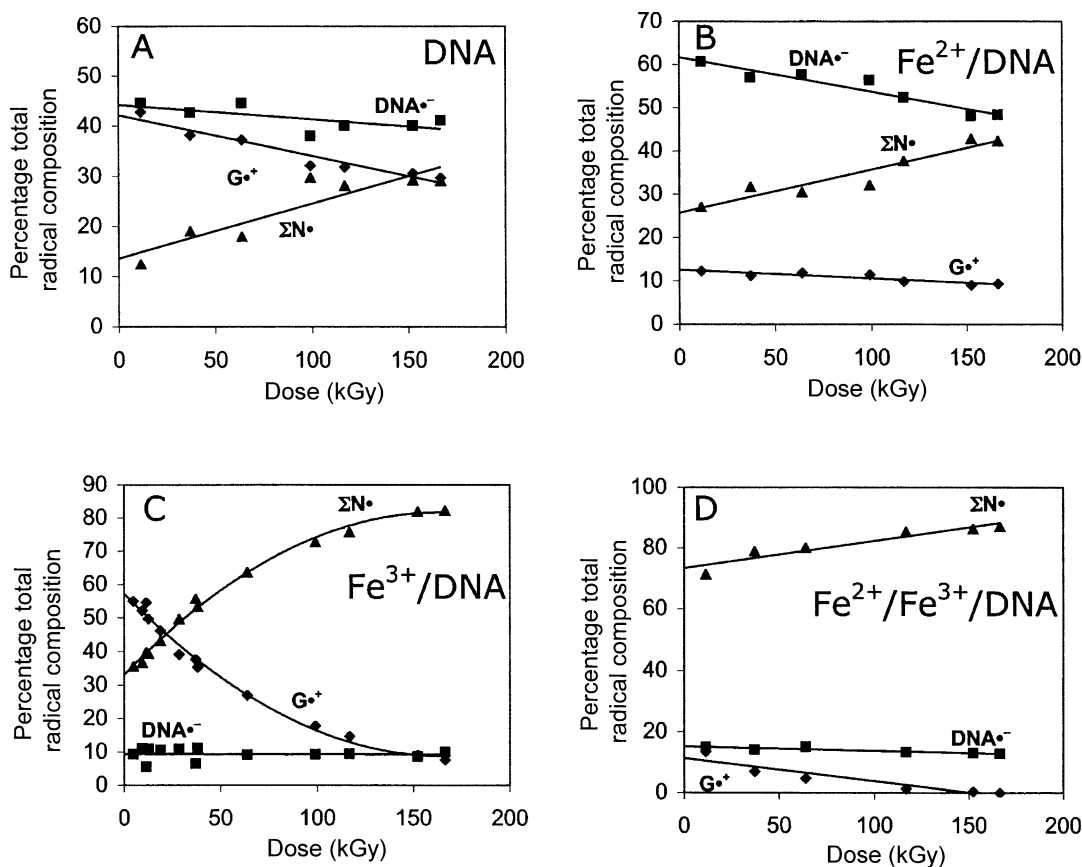 A
DNA
Percentage total
radical composition
60
50
40
30
20
10
0
DNA•⁻
G•⁺
ΣN•
0 50 100 150 200
Dose (kGy)
B
Fe²⁺/DNA
Percentage total
radical composition
70
60
50
40
30
20
10
0
DNA•⁻
ΣN•
G•⁺
0 50 100 150 200
Dose (kGy)
C
Fe³⁺/DNA
Percentage total
radical composition
90
80
70
60
50
40
30
20
10
0
ΣN•
G•⁺
DNA•⁻
0 50 100 150 200
Dose (kGy)
D
Fe²⁺/Fe³⁺/DNA
Percentage total
radical composition
100
80
60
40
20
0
ΣN•
DNA•⁻
G•⁺
0 50 100 150 200
Dose (kGy)